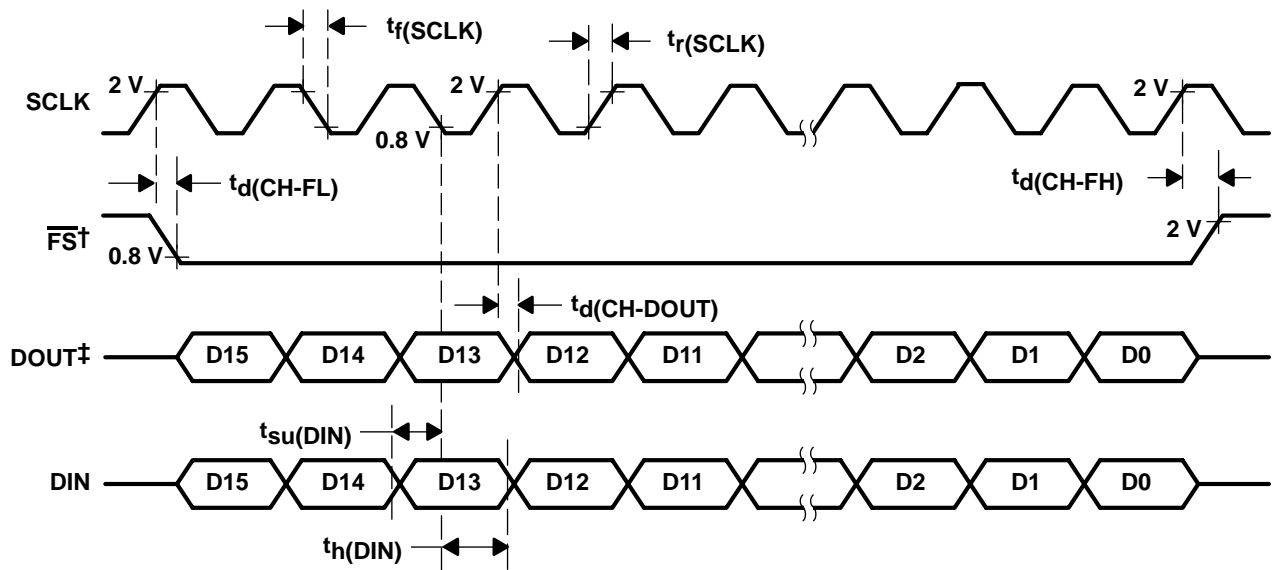 tf(SCLK)
tr(SCLK)
SCLK
2 V
2 V
2 V
0.8 V
td(CH-FL)
td(CH-FH)
FS†
0.8 V
2 V
td(CH-DOUT)
DOUT‡
D15 D14 D13 D12 D11 D2 D1 D0
tsu(DIN)
DIN
D15 D14 D13 D12 D11 D2 D1 D0
th(DIN)